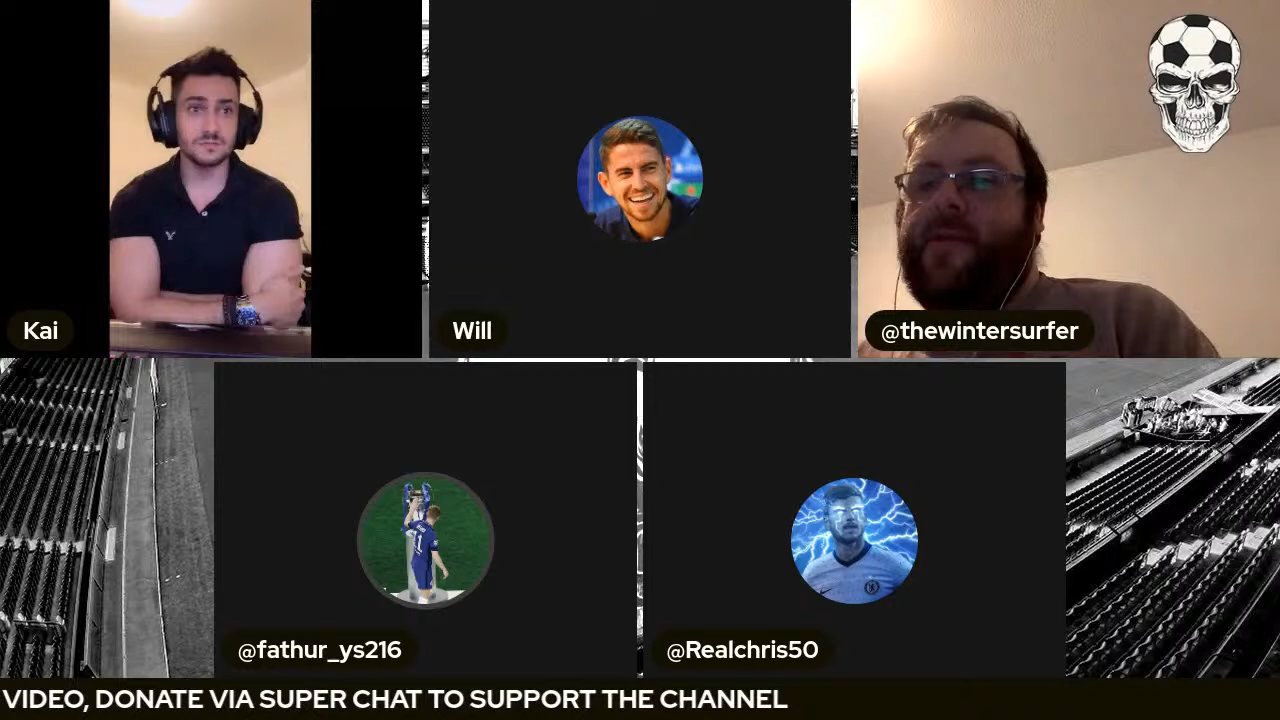 Kai
Will
@thewintersurfer
@fathur_ys216
@Realchris50
VIDEO, DONATE VIA SUPER CHAT TO SUPPORT THE CHANNEL